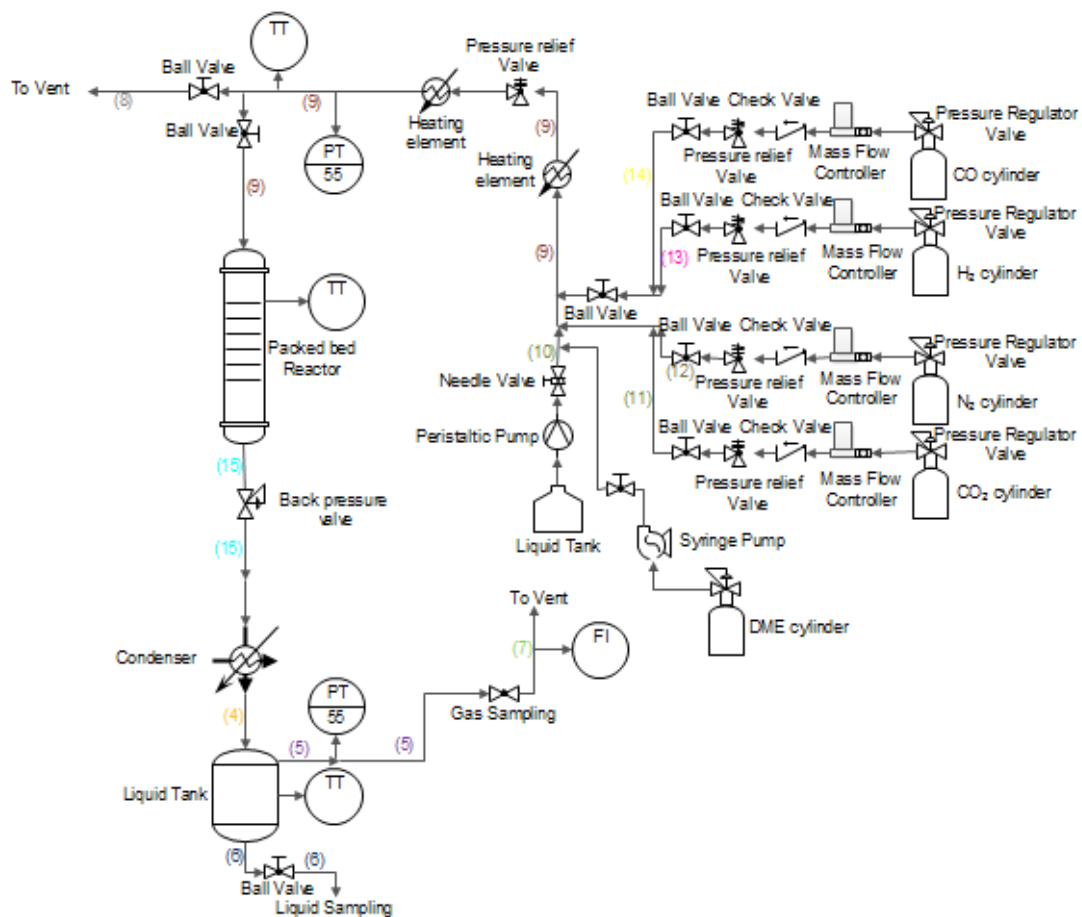 TT
Pressure relief
Valve
Ball Valve
To Vent
(8)
(9)
Heating
element
Ball Valve
PT
55
(9)
Heating
element
(9)
Ball Valve Check Valve
Pressure Regulator
Valve
Pressure relief
Valve
Mass Flow
Controller
CO cylinder
(14)
(9)
Ball Valve Check Valve
Pressure Regulator
Valve
(13)
Pressure relief
Valve
Mass Flow
Controller
H₂ cylinder
(9)
Ball Valve
TT
Packed bed
Reactor
Ball Valve Check Valve
Pressure Regulator
Valve
(10)
(12)
Pressure relief
Valve
Mass Flow
Controller
N₂ cylinder
Needle Valve
(11)
Ball Valve Check Valve
Pressure Regulator
Valve
Peristaltic Pump
Pressure relief
Valve
Mass Flow
Controller
CO₂ cylinder
(15)
Back pressure
valve
(15)
Liquid Tank
Syringe Pump
To Vent
DME cylinder
(7)
FI
Condenser
PT
55
Gas Sampling
(4)
(5)
(5)
Liquid Tank
TT
(6)
(6)
Ball Valve
Liquid Sampling